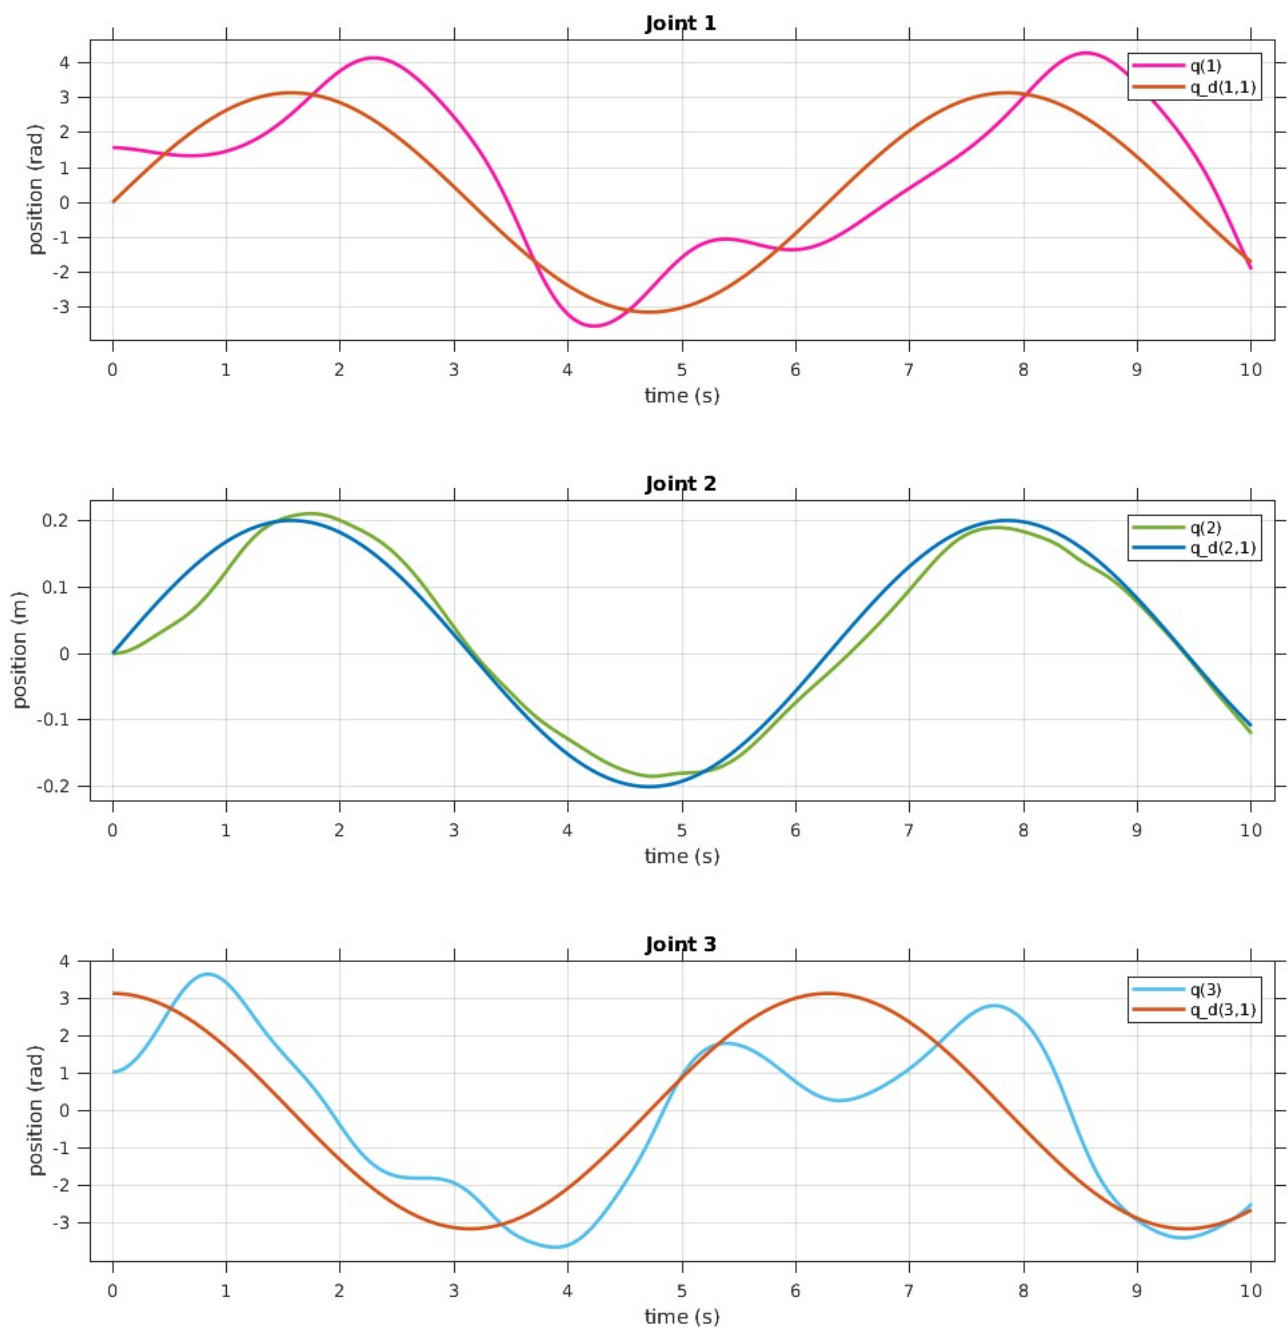 Joint 1
position (rad)
4
3
2
1
0
-1
-2
-3
q(1)
q_d(1,1)
0 1 2 3 4 5 6 7 8 9 10
time (s)
Joint 2
position (m)
0.2
0.1
0
-0.1
-0.2
q(2)
q_d(2,1)
0 1 2 3 4 5 6 7 8 9 10
time (s)
Joint 3
position (rad)
4
3
2
1
0
-1
-2
-3
q(3)
q_d(3,1)
0 1 2 3 4 5 6 7 8 9 10
time (s)